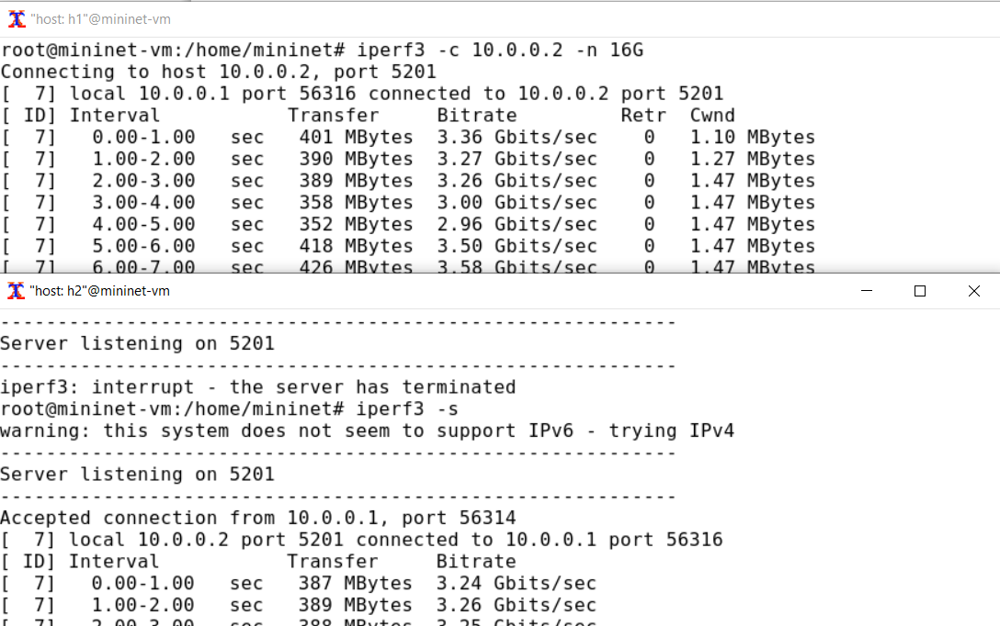 "host: h1"@mininet-vm
root@mininet-vm:/home/mininet# iperf3 -c 10.0.0.2 -n 16G
Connecting to host 10.0.0.2, port 5201
[  7] local 10.0.0.1 port 56316 connected to 10.0.0.2 port 5201
[ ID] Interval           Transfer     Bitrate         Retr  Cwnd
[  7]   0.00-1.00   sec   401 MBytes  3.36 Gbits/sec    0   1.10 MBytes
[  7]   1.00-2.00   sec   390 MBytes  3.27 Gbits/sec    0   1.27 MBytes
[  7]   2.00-3.00   sec   389 MBytes  3.26 Gbits/sec    0   1.47 MBytes
[  7]   3.00-4.00   sec   358 MBytes  3.00 Gbits/sec    0   1.47 MBytes
[  7]   4.00-5.00   sec   352 MBytes  2.96 Gbits/sec    0   1.47 MBytes
[  7]   5.00-6.00   sec   418 MBytes  3.50 Gbits/sec    0   1.47 MBytes
[  7]   6.00-7.00   sec   426 MBytes  3.58 Gbits/sec    0   1.47 MBytes
"host: h2"@mininet-vm
-----------------------------------------------------------
Server listening on 5201
-----------------------------------------------------------
iperf3: interrupt - the server has terminated
root@mininet-vm:/home/mininet# iperf3 -s
warning: this system does not seem to support IPv6 - trying IPv4
-----------------------------------------------------------
Server listening on 5201
-----------------------------------------------------------
Accepted connection from 10.0.0.1, port 56314
[  7] local 10.0.0.2 port 5201 connected to 10.0.0.1 port 56316
[ ID] Interval           Transfer     Bitrate
[  7]   0.00-1.00   sec   387 MBytes  3.24 Gbits/sec
[  7]   1.00-2.00   sec   389 MBytes  3.26 Gbits/sec
[  7]   2.00-3.00   sec   388 MBytes  3.25 Gbits/sec